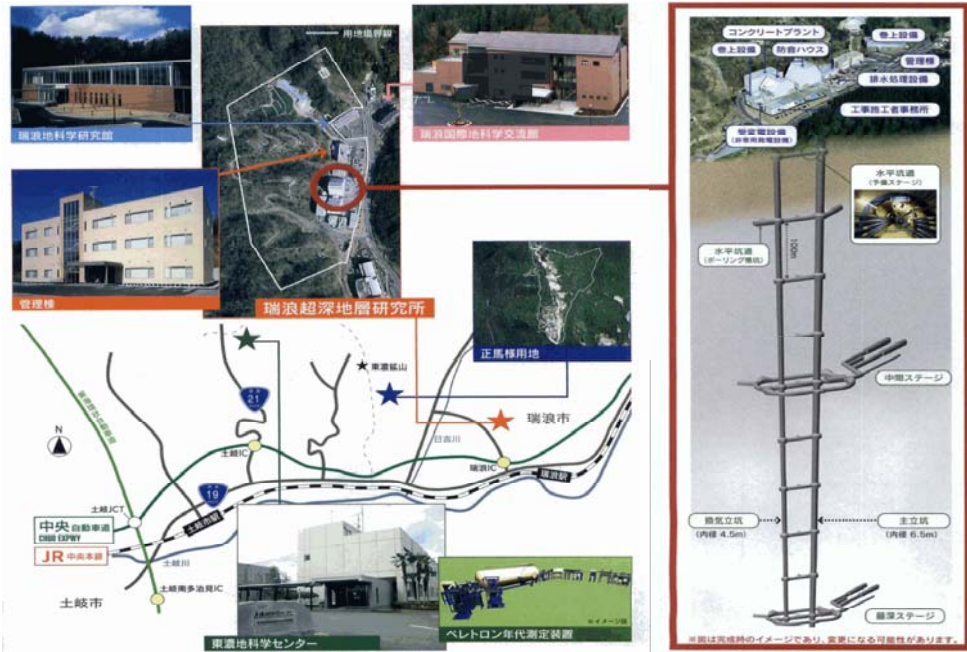 用地境界線
瑞浪地科学研究館
瑞浪国際地科学交流館
管理棟
瑞浪超深地層研究所
正馬様用地
東濃鉱山
瑞浪市
日吉川
21
N
土岐IC
瑞浪IC
瑞浪駅
国道
19
土岐市駅
土岐JCT
中央自動車道
CHUO EXPWY
JR 中央本線
土岐川
土岐市
土岐南多治見IC
東濃地科学センター
※イメージ図
ペレトロン年代測定装置
コンクリートプラント
巻上設備
防音ハウス
巻上設備
管理棟
排水処理設備
工事施工者事務所
受変電設備
(非常用発電設備)
水平坑道
(予備ステージ)
水平坑道
(ボーリング横坑)
100m
中間ステージ
換気立坑
(内径 4.5m)
主立坑
(内径 6.5m)
最深ステージ
※図は完成時のイメージであり、変更になる可能性があります。